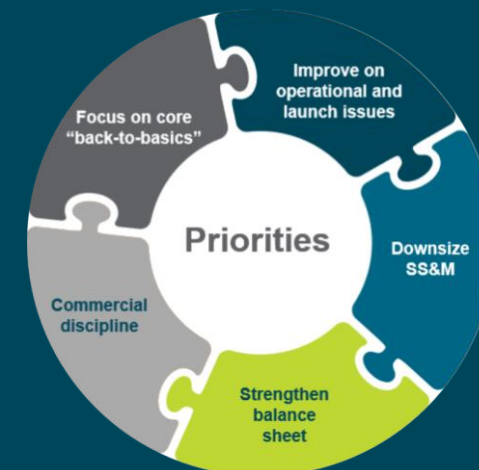 Improve on
operational and
launch issues
Focus on core
“back-to-basics”
Priorities
Downsize
SS&M
Commercial
discipline
Strengthen
balance
sheet